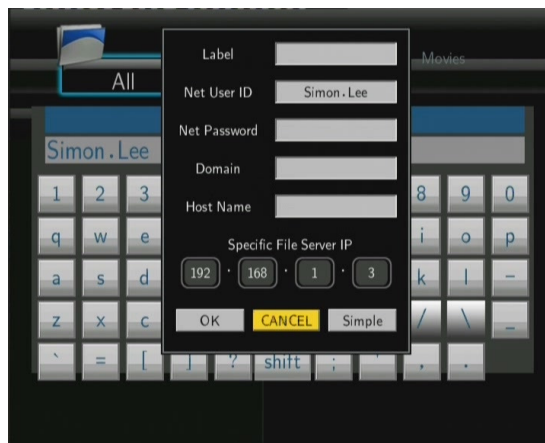 Movies
All
Label
Net User ID Simon.Lee
Net Password
Domain
Host Name
Specific File Server IP
192 . 168 . 1 . 3
OK CANCEL Simple
Simon.Lee
1 2 3 8 9 0
q w e i o p
a s d k l -
z x c / \ _
` = [ ] ? shift ; ' , .